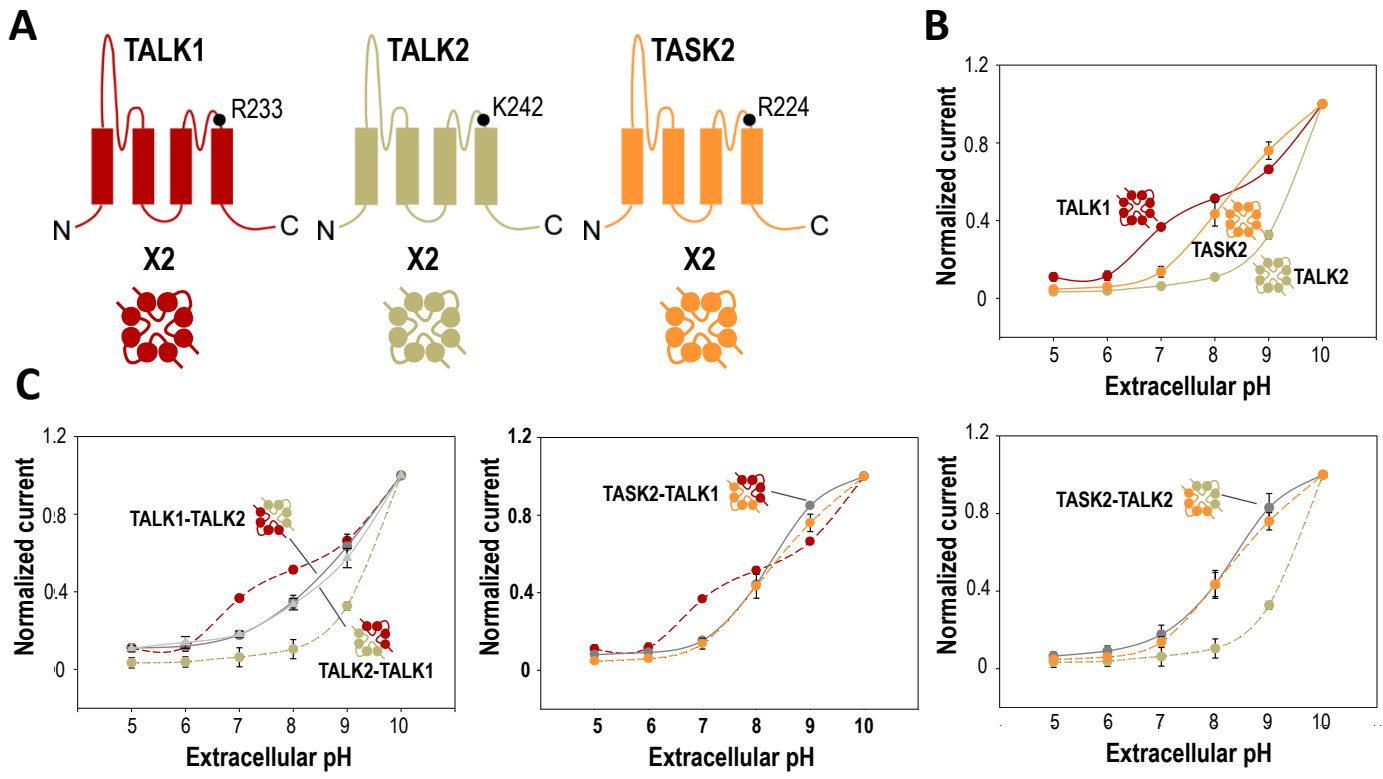 A
TALK1
R233
N
C
X2
TALK2
K242
N
C
X2
TASK2
R224
N
C
X2
B
Normalized current
1.2
0.8
0.4
0
TALK1
TASK2
TALK2
5 6 7 8 9 10
Extracellular pH
C
Normalized current
1.2
0.8
0.4
0
TALK1-TALK2
TALK2-TALK1
5 6 7 8 9 10
Extracellular pH
Normalized current
1.2
0.8
0.4
0
TASK2-TALK1
5 6 7 8 9 10
Extracellular pH
Normalized current
1.2
0.8
0.4
0
TASK2-TALK2
5 6 7 8 9 10
Extracellular pH